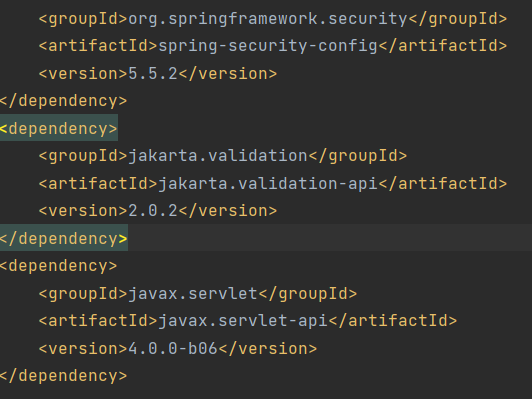 <groupId>org.springframework.security</groupId>
<artifactId>spring-security-config</artifactId>
<version>5.5.2</version>
</dependency>
<dependency>
<groupId>jakarta.validation</groupId>
<artifactId>jakarta.validation-api</artifactId>
<version>2.0.2</version>
</dependency>
<dependency>
<groupId>javax.servlet</groupId>
<artifactId>javax.servlet-api</artifactId>
<version>4.0.0-b06</version>
</dependency>